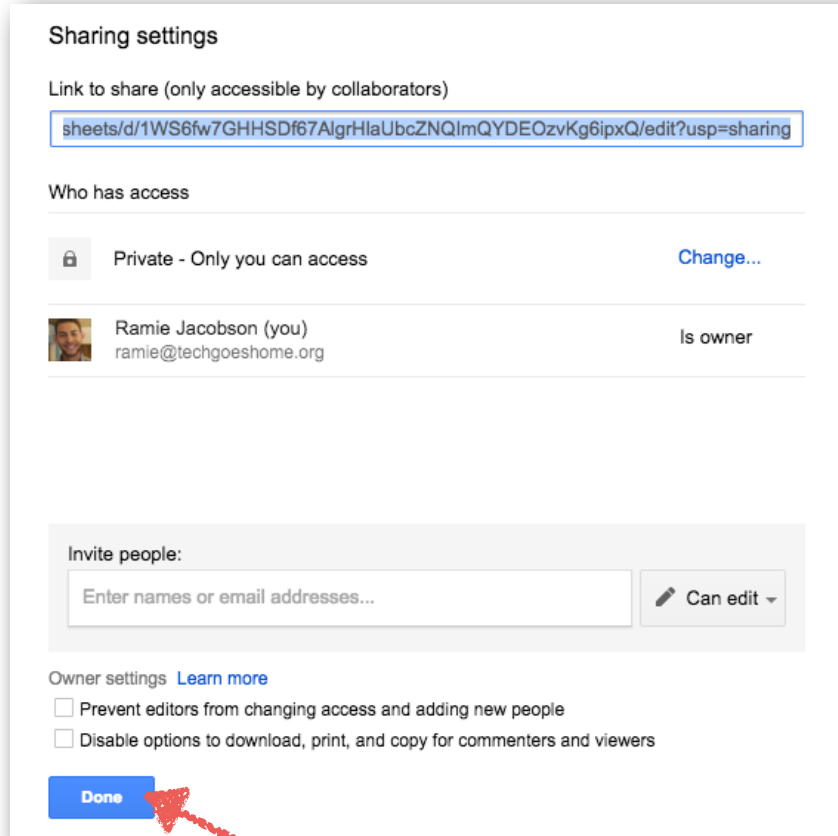 Sharing settings
Link to share (only accessible by collaborators)
sheets/d/1WS6fw7GHHSDf67AlgrHlaUbcZNQImQYDEOzvKg6ipxQ/edit?usp=sharing
Who has access
Private - Only you can access Change...
Ramie Jacobson (you) Is owner
ramie@techgoeshome.org
Invite people:
Enter names or email addresses... Can edit
Owner settings Learn more
Prevent editors from changing access and adding new people
Disable options to download, print, and copy for commenters and viewers
Done